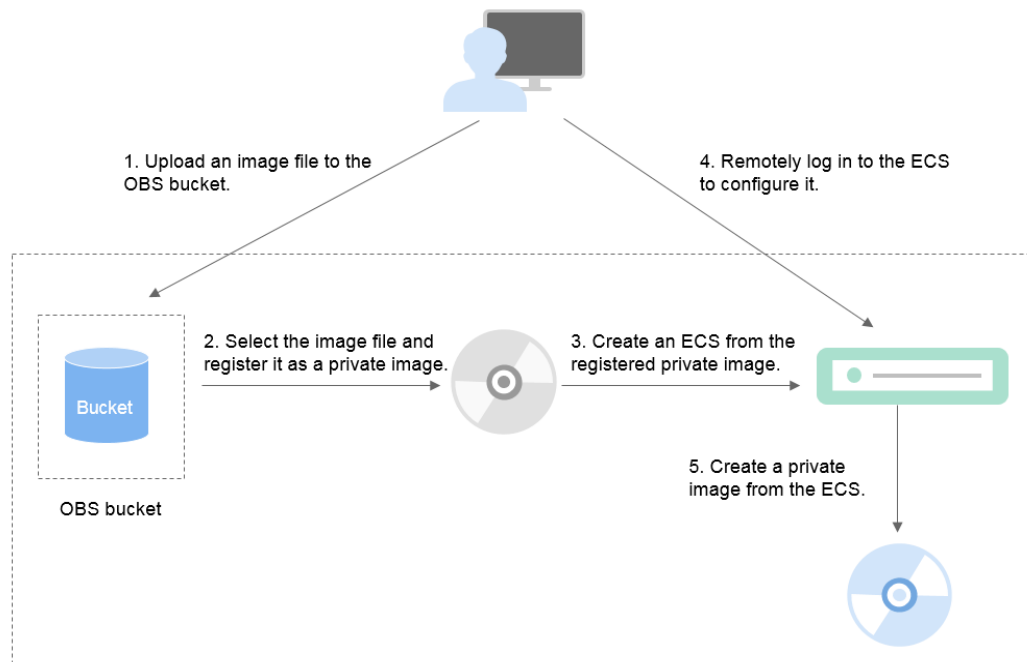 1. Upload an image file to the
OBS bucket.
4. Remotely log in to the ECS
to configure it.
2. Select the image file and
register it as a private image.
3. Create an ECS from the
registered private image.
Bucket
OBS bucket
5. Create a private
image from the ECS.